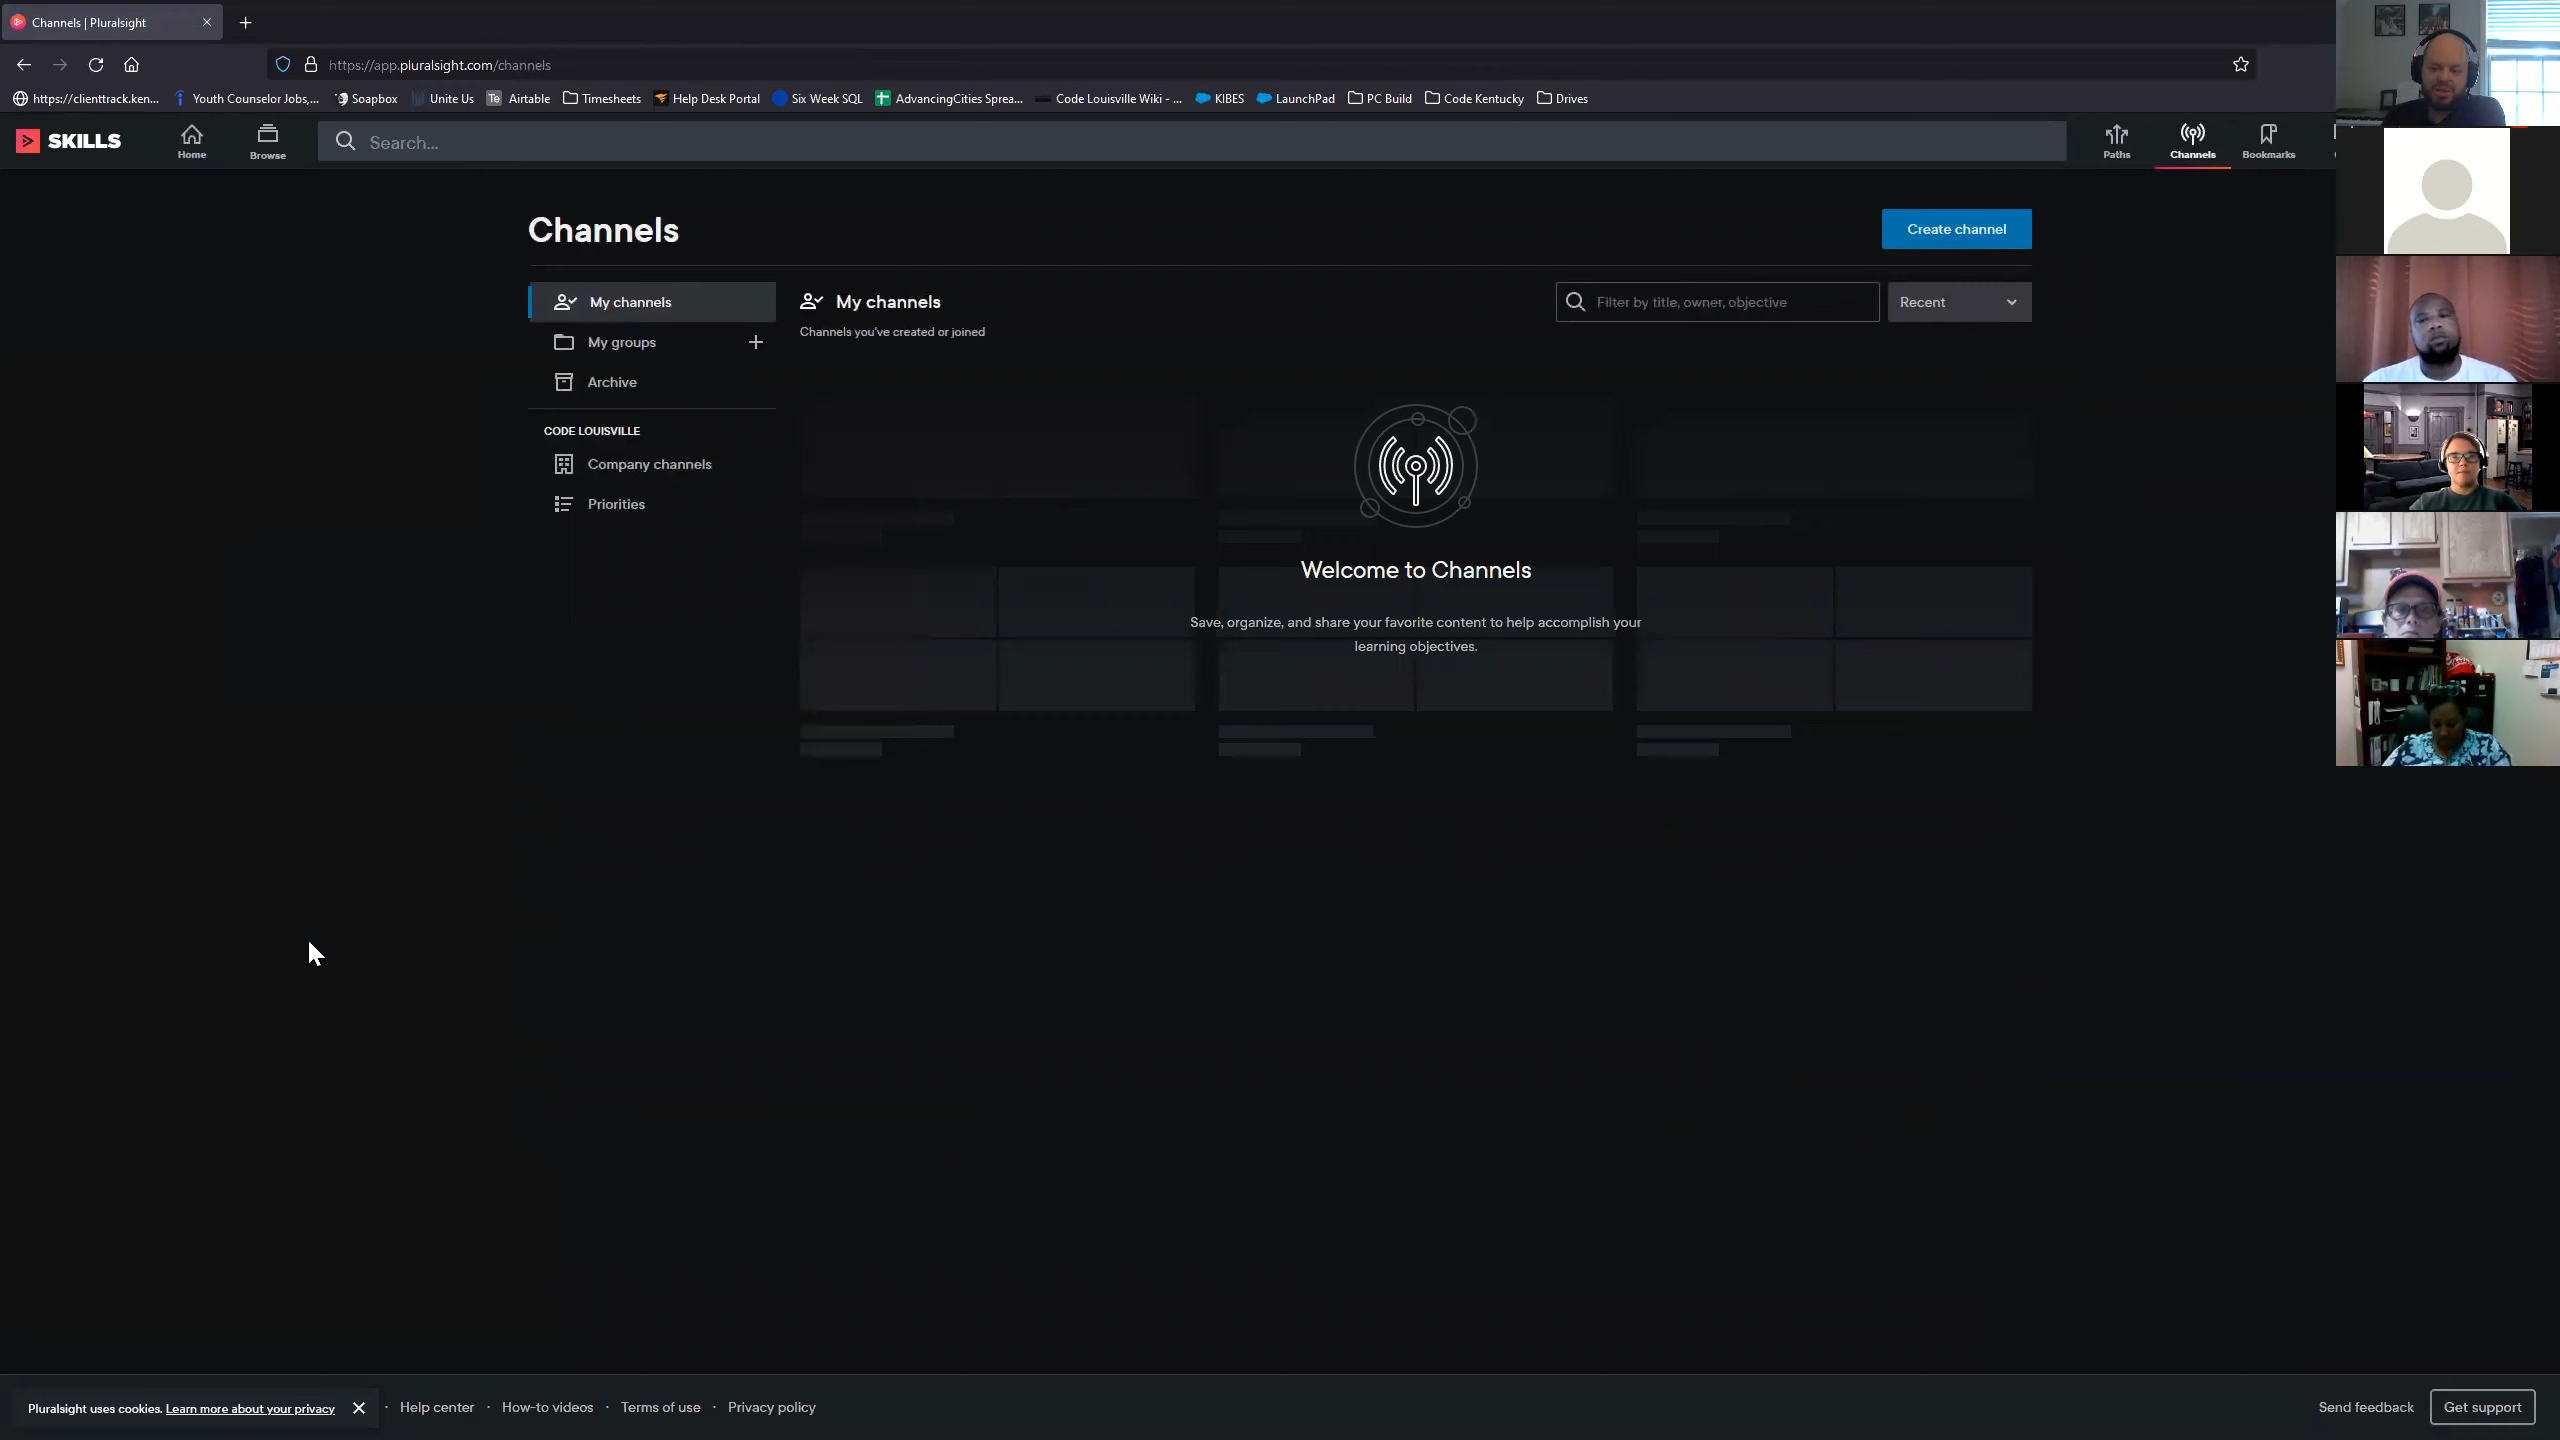 Channels | Pluralsight
https://app.pluralsight.com/channels
https://clienttrack.ken... Youth Counselor Jobs,... Soapbox Unite Us Te Airtable Timesheets Help Desk Portal Six Week SQL AdvancingCities Sprea... Code Louisville Wiki - ... KIBES LaunchPad PC Build Code Kentucky Drives
SKILLS Home Browse Search... Paths Channels Bookmarks
Channels Create channel
My channels My channels Filter by title, owner, objective Recent
Channels you've created or joined
My groups
Archive
CODE LOUISVILLE
Company channels
Priorities
Welcome to Channels
Save, organize, and share your favorite content to help accomplish your
learning objectives.
Pluralsight uses cookies. Learn more about your privacy · Help center · How-to videos · Terms of use · Privacy policy Send feedback Get support